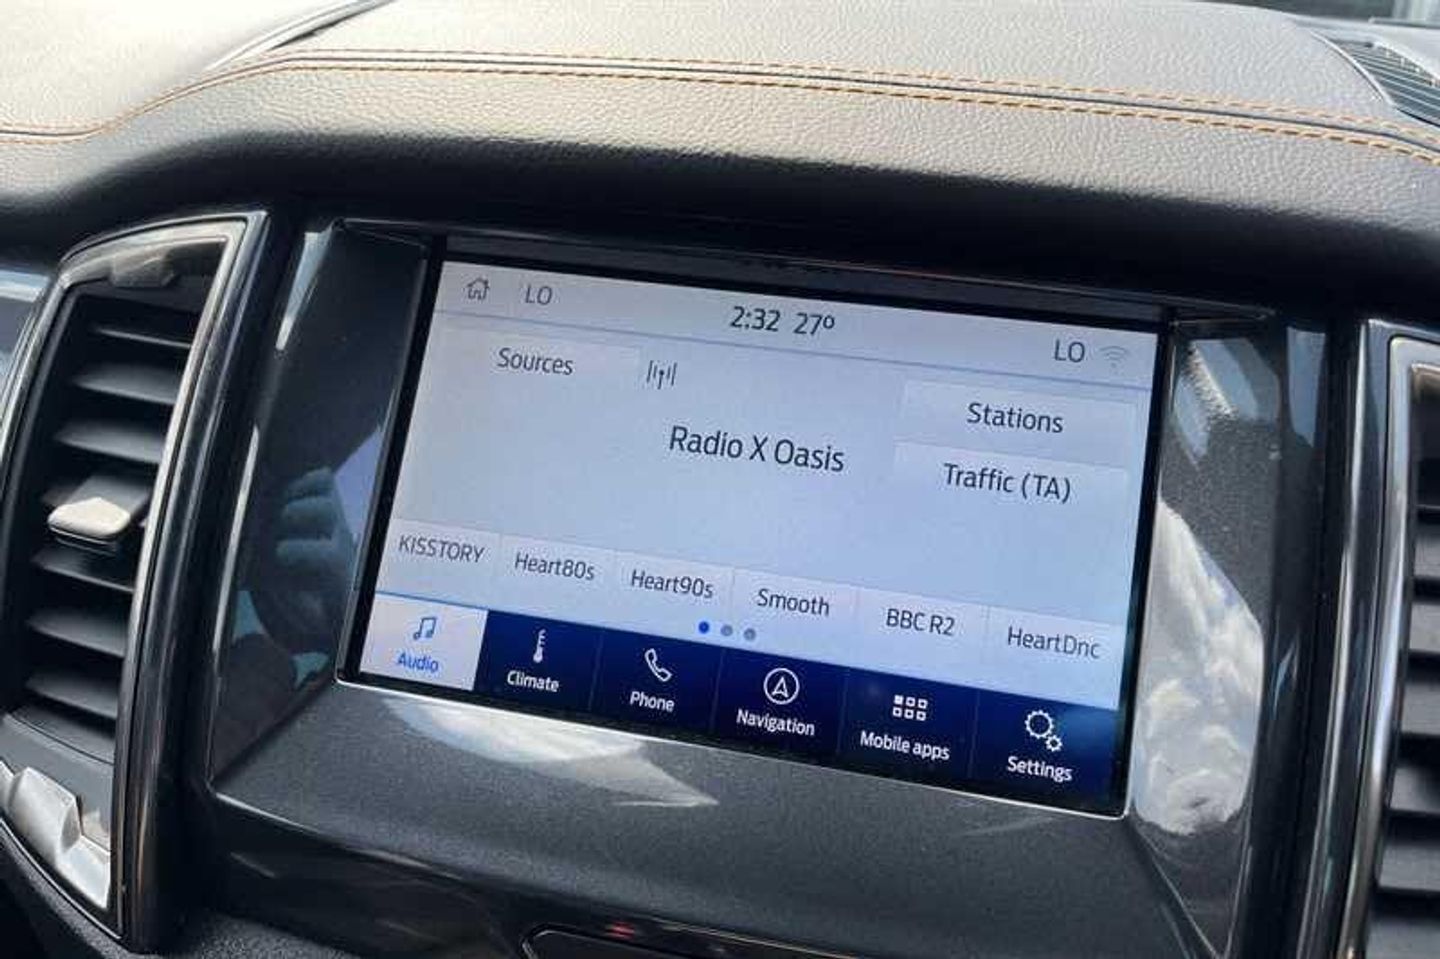 LO 2:32 27º LO
Sources
Stations
Radio X Oasis
Traffic (TA)
KISSTORY Heart80s Heart90s Smooth BBC R2 HeartDnc
Audio Climate Phone Navigation Mobile apps Settings